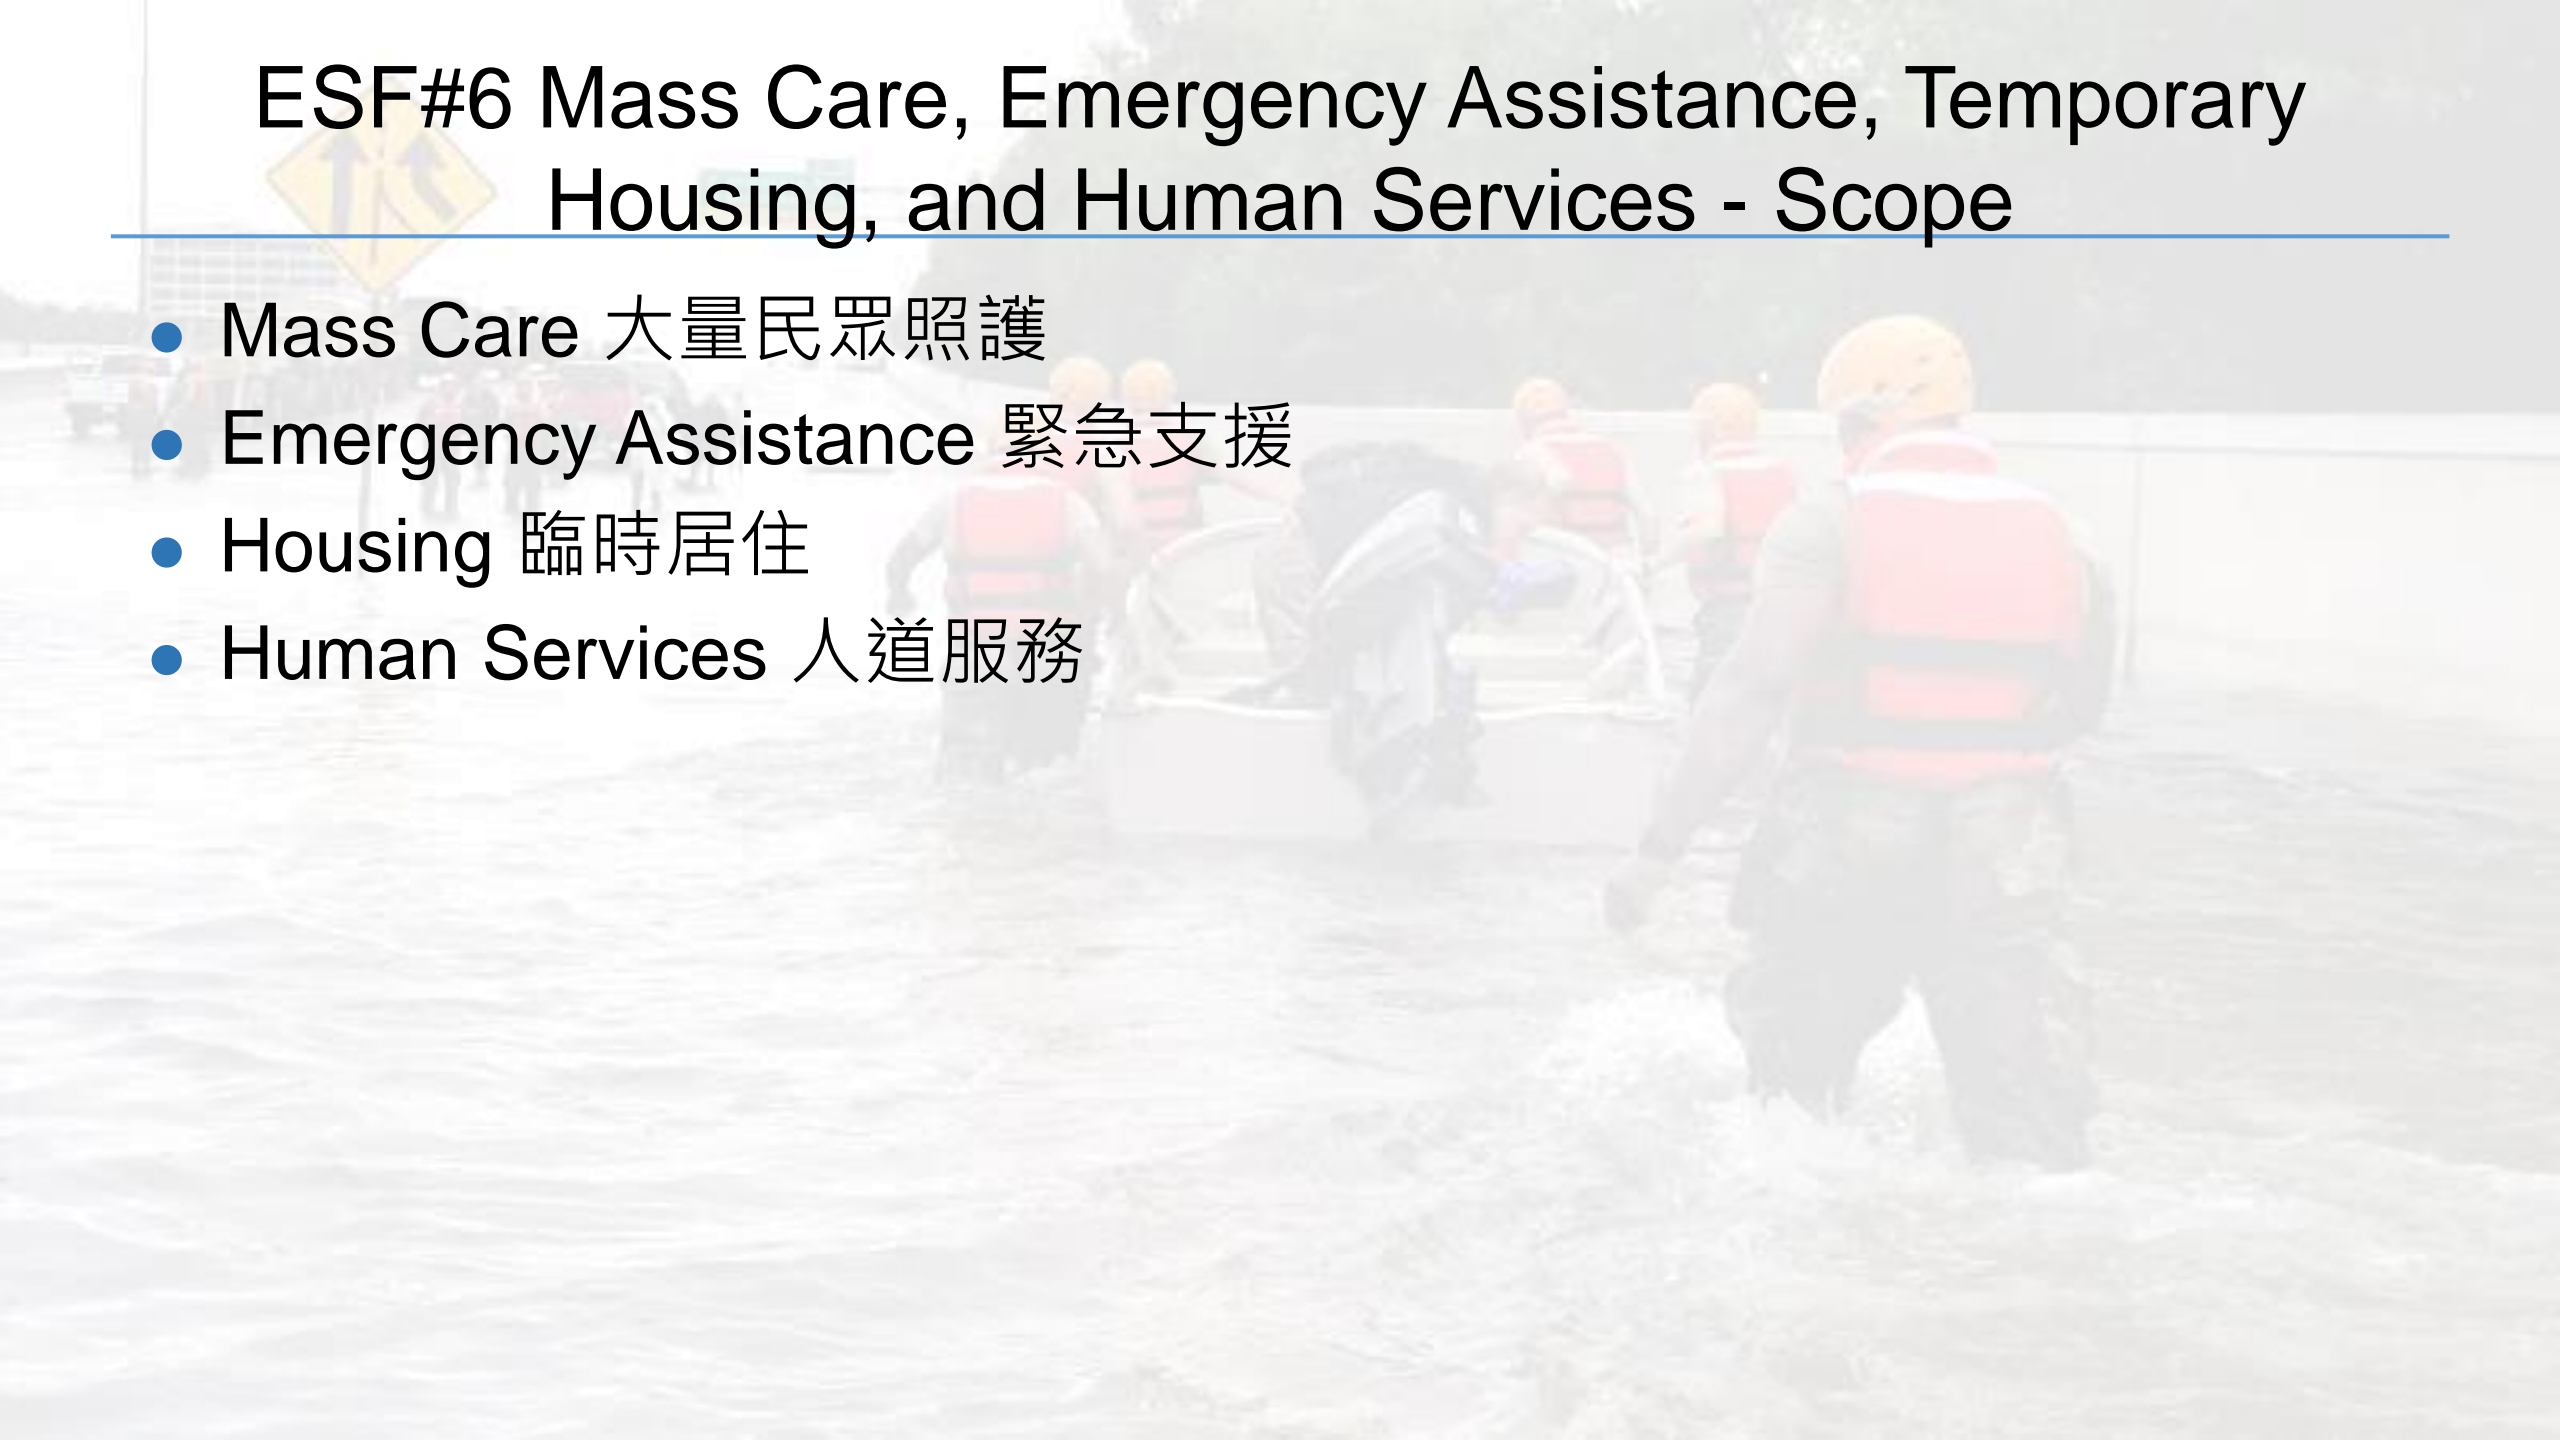 ESF#6 Mass Care, Emergency Assistance, Temporary
Housing, and Human Services - Scope
● Mass Care 大量民眾照護
● Emergency Assistance 緊急支援
● Housing 臨時居住
● Human Services 人道服務